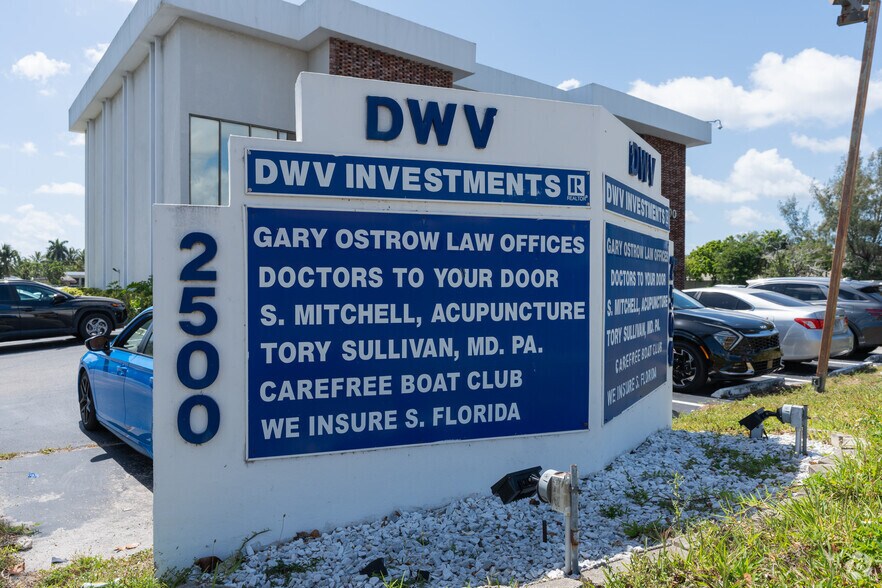 DWV
DWV INVESTMENTS R
REALTOR
2500
GARY OSTROW LAW OFFICES
DOCTORS TO YOUR DOOR
S. MITCHELL, ACUPUNCTURE
TORY SULLIVAN, MD. PA.
CAREFREE BOAT CLUB
WE INSURE S. FLORIDA
DWV
DWV INVESTMENTS
GARY OSTROW LAW OFFICES
DOCTORS TO YOUR DOOR
S. MITCHELL, ACUPUNCTURE
TORY SULLIVAN, MD. PA.
CAREFREE BOAT CLUB
WE INSURE S. FLORIDA